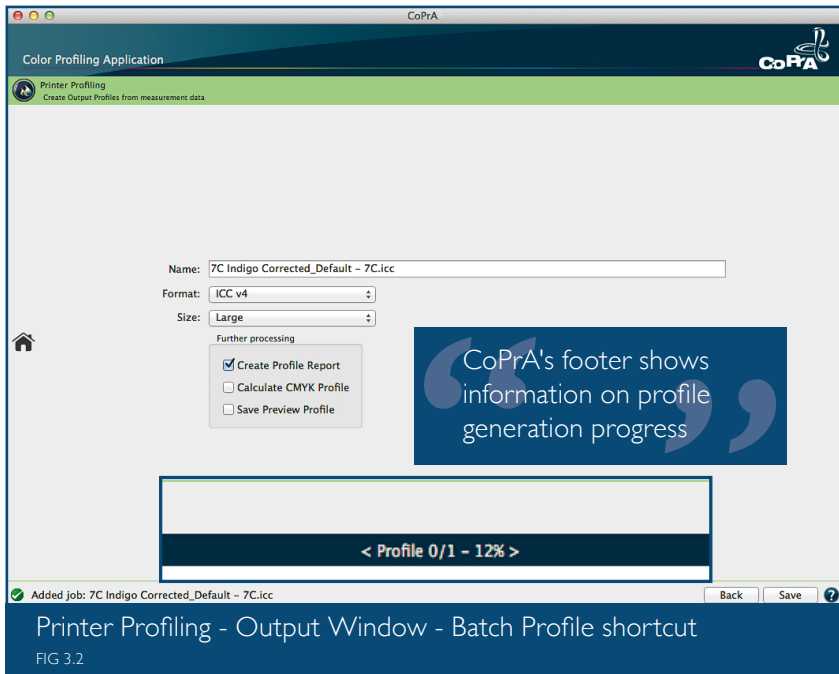 CoPrA
Color Profiling Application
CoPrA
Printer Profiling
Create Output Profiles from measurement data
Name: 7C Indigo Corrected_Default – 7C.icc
Format: ICC v4
Size: Large
Further processing
Create Profile Report
Calculate CMYK Profile
Save Preview Profile
“
CoPrA's footer shows
information on profile
generation progress
”
< Profile 0/1 – 12% >
Added job: 7C Indigo Corrected_Default – 7C.icc
Back
Save
?
Printer Profiling - Output Window - Batch Profile shortcut
FIG 3.2